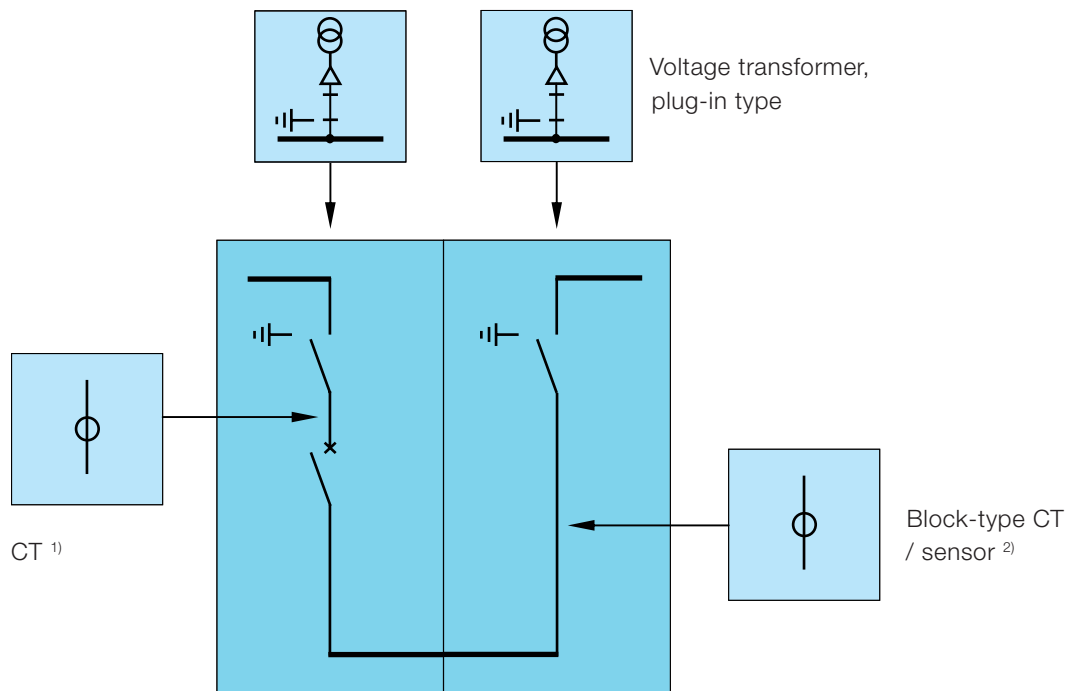 Voltage transformer,
plug-in type
CT 1)
Block-type CT
/ sensor 2)